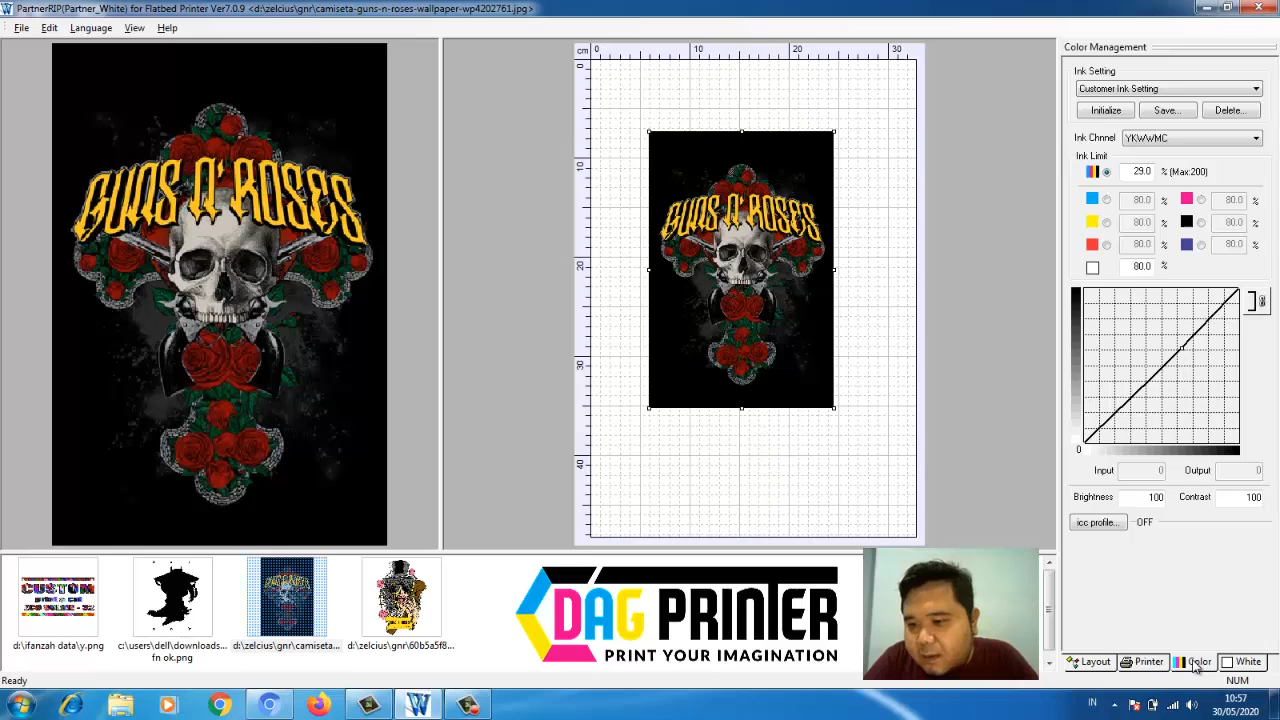 PartnerRIP(Partner_White) for Flatbed Printer Ver7.0.9 <d:\zelcius\gnr\camiseta-guns-n-roses-wallpaper-wp4202761.jpg>
File Edit Language View Help
GUNS N' ROSES
cm 0 10 20 30
0
10
20
30
40
GUNS N' ROSES
Color Management
Ink Setting
Customer Ink Setting
Initialize Save... Delete...
Ink Chnnel YKWWMC
Ink Limit
29.0 % (Max:200)
80.0 % 80.0 %
80.0 % 80.0 %
80.0 % 80.0 %
80.0 %
0
Input 0 Output 0
Brightness 100 Contrast 100
icc profile... OFF
CUSTOM
d:\ifanzah data\y.png
c:\users\dell\downloads... fn ok.png
d:\zelcius\gnr\camiseta...
d:\zelcius\gnr\60b5a5f8...
DAG PRINTER
PRINT YOUR IMAGINATION
Layout Printer Color White
Ready
NUM
IN
10:57
30/05/2020